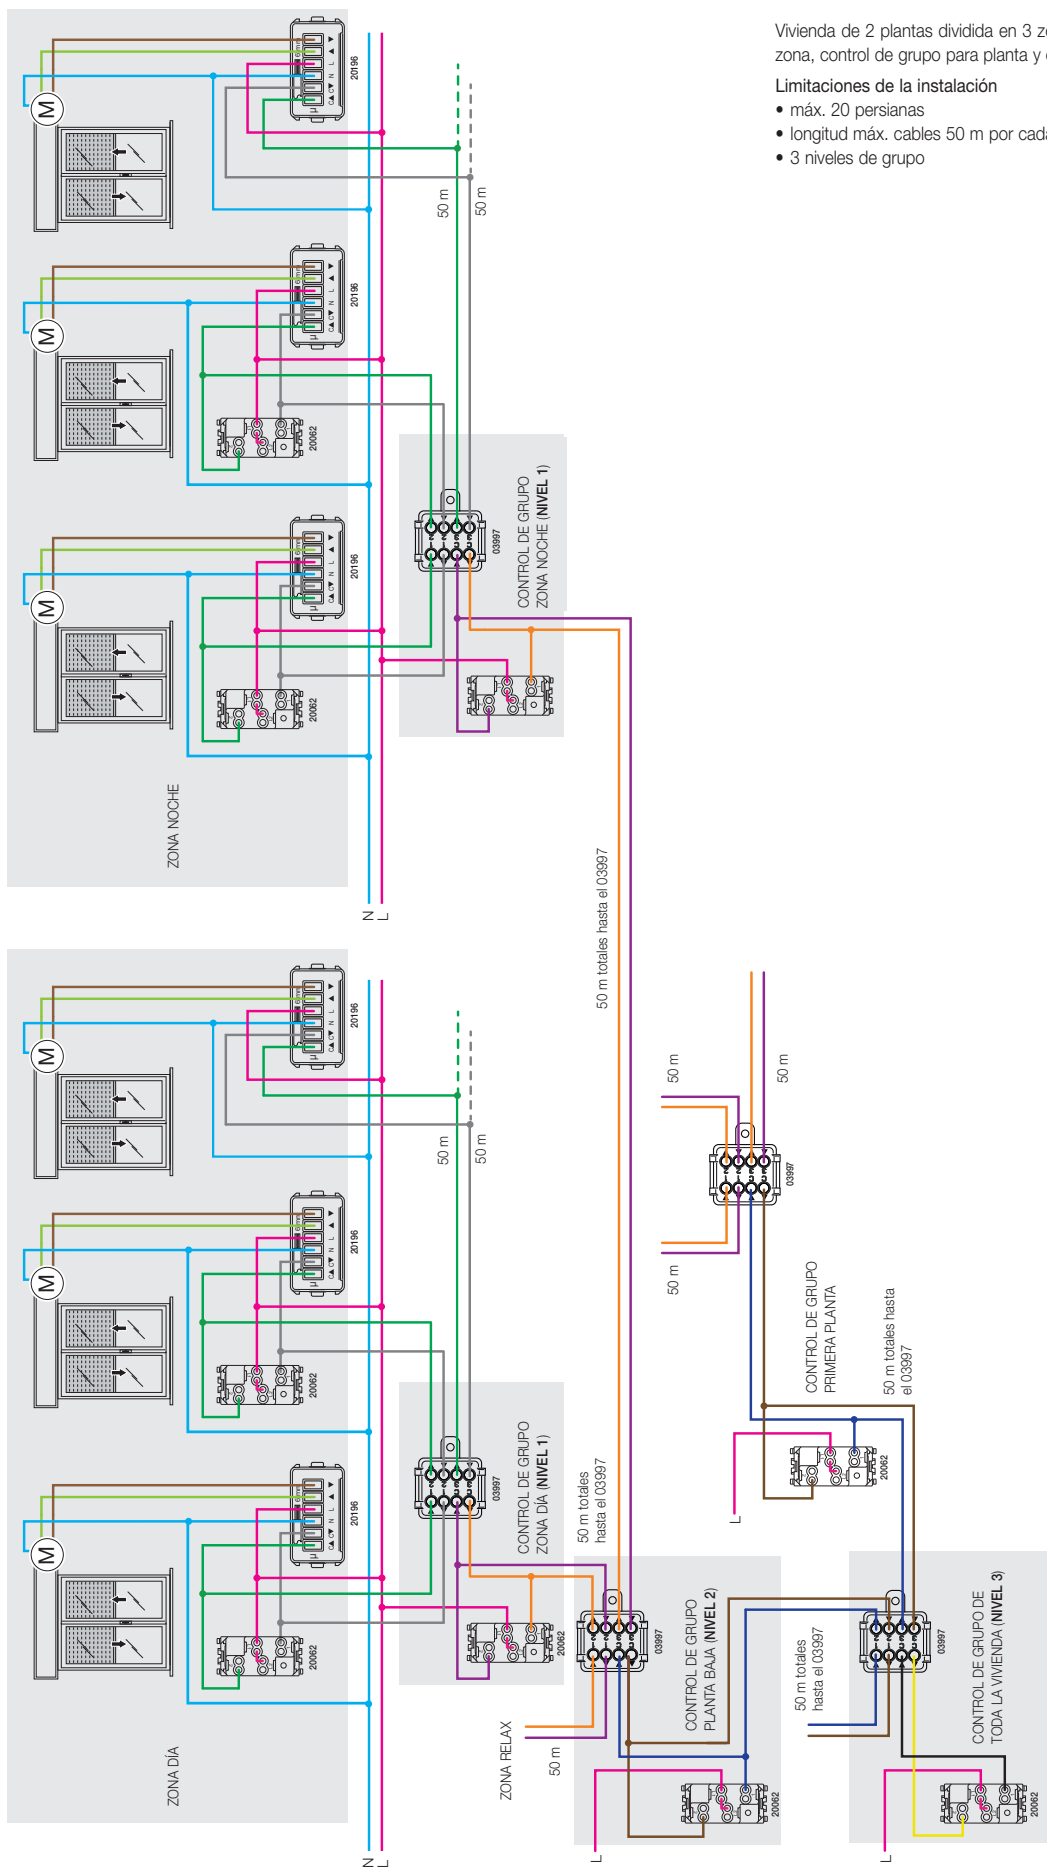 Vivienda de 2 plantas dividida en 3 z
zona, control de grupo para planta y
Limitaciones de la instalación
• máx. 20 persianas
• longitud máx. cables 50 m por cada
• 3 niveles de grupo
ZONA NOCHE
M
M
M
20196
20196
20196
6 mm
µ C▲ C▼ N L ▲ ▼
µ C▲ C▼ N L ▲ ▼
µ C▲ C▼ N L ▲ ▼
20062
20062
N
L
50 m
50 m
03997
CONTROL DE GRUPO
ZONA NOCHE (NIVEL 1)
50 m totales hasta el 03997
ZONA DÍA
M
M
M
20196
20196
20196
µ C▲ C▼ N L ▲ ▼
µ C▲ C▼ N L ▲ ▼
µ C▲ C▼ N L ▲ ▼
20062
20062
N
L
50 m
50 m
03997
CONTROL DE GRUPO
ZONA DÍA (NIVEL 1)
20062
50 m totales
hasta el 03997
ZONA RELAX
50 m
03997
CONTROL DE GRUPO
PLANTA BAJA (NIVEL 2)
20062
L
50 m
50 m
50 m
03997
CONTROL DE GRUPO
PRIMERA PLANTA
50 m totales hasta
el 03997
20062
L
50 m totales
hasta el 03997
03997
CONTROL DE GRUPO DE
TODA LA VIVIENDA (NIVEL 3)
20062
L